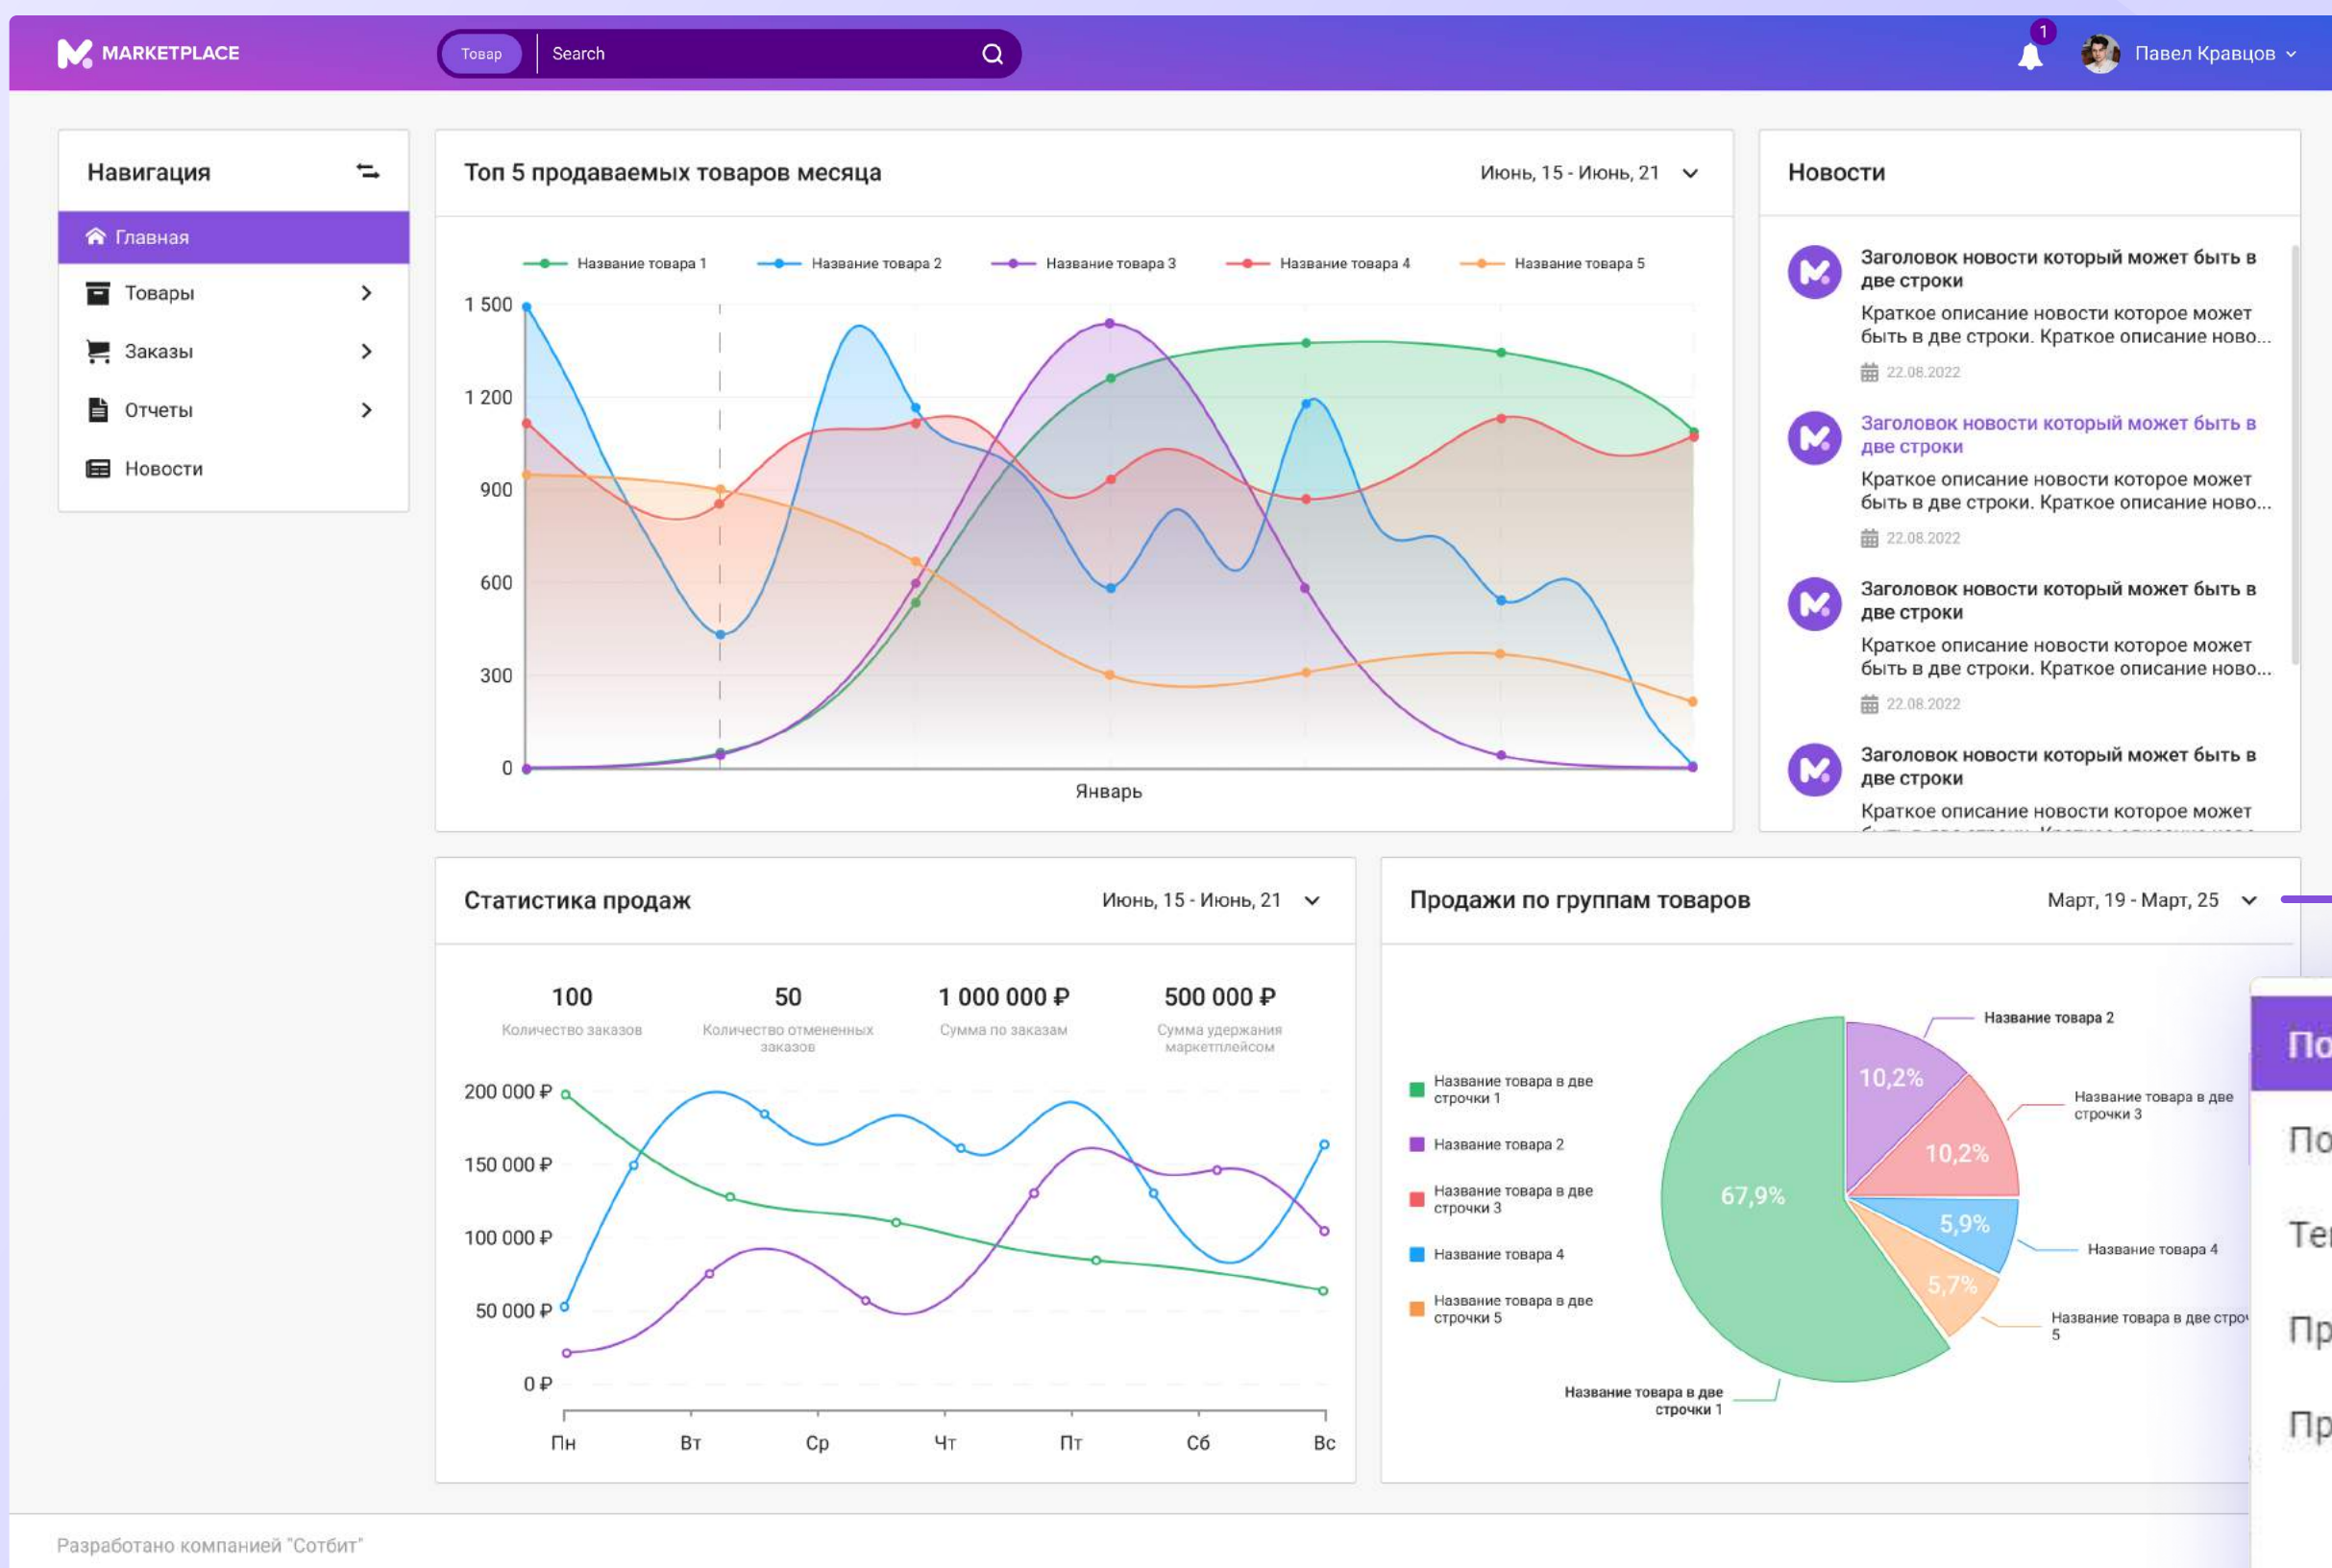 MARKETPLACE
Товар
Search
1
Павел Кравцов
Навигация
Главная
Товары
Заказы
Отчеты
Новости
Топ 5 продаваемых товаров месяца
Июнь, 15 - Июнь, 21
Название товара 1
Название товара 2
Название товара 3
Название товара 4
Название товара 5
1 500
1 200
900
600
300
0
Январь
Новости
Заголовок новости который может быть в
две строки
Краткое описание новости которое может
быть в две строки. Краткое описание ново...
22.08.2022
Заголовок новости который может быть в
две строки
Краткое описание новости которое может
быть в две строки. Краткое описание ново...
22.08.2022
Заголовок новости который может быть в
две строки
Краткое описание новости которое может
быть в две строки. Краткое описание ново...
22.08.2022
Заголовок новости который может быть в
две строки
Краткое описание новости которое может
Статистика продаж
Июнь, 15 - Июнь, 21
100
Количество заказов
50
Количество отмененных
заказов
1 000 000 ₽
Сумма по заказам
500 000 ₽
Сумма удержания
маркетплейсом
200 000 ₽
150 000 ₽
100 000 ₽
50 000 ₽
0 ₽
Пн
Вт
Ср
Чт
Пт
Сб
Вс
Продажи по группам товаров
Март, 19 - Март, 25
Название товара в две
строчки 1
Название товара 2
Название товара в две
строчки 3
Название товара 4
Название товара в две
строчки 5
67,9%
10,2%
10,2%
5,9%
5,7%
Название товара 2
Название товара в две
строчки 3
Название товара 4
Название товара в две
5
Название товара в две
строчки 1
Разработано компанией "Сотбит"